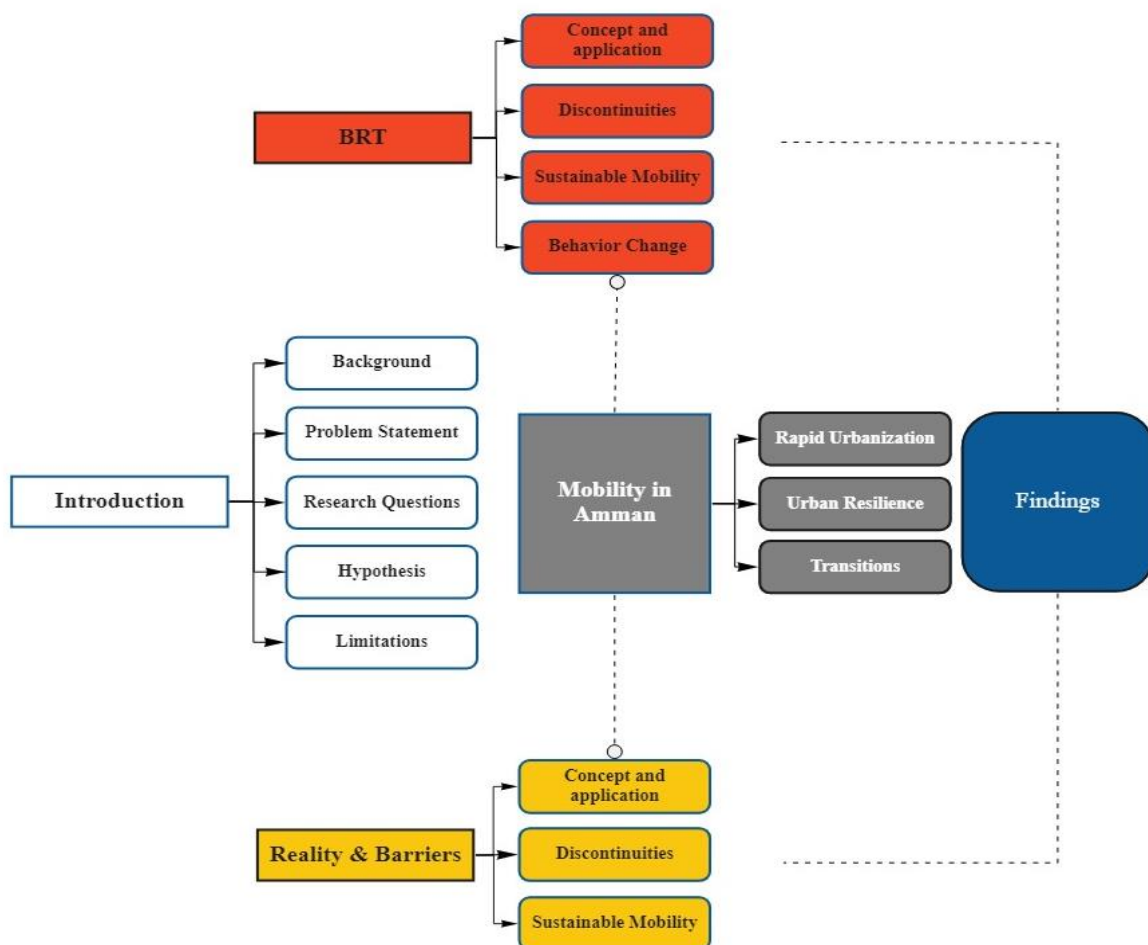 Concept and
application
BRT
Discontinuities
Sustainable Mobility
Behavior Change
Introduction
Background
Problem Statement
Research Questions
Hypothesis
Limitations
Mobility in
Amman
Rapid Urbanization
Urban Resilience
Transitions
Findings
Reality & Barriers
Concept and
application
Discontinuities
Sustainable Mobility